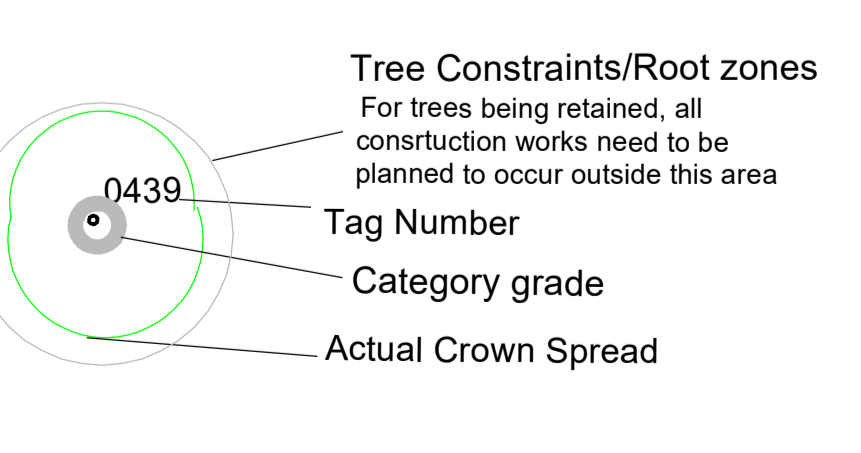 Tree Constraints/Root zones
For trees being retained, all
consrtuction works need to be
planned to occur outside this area
0439
Tag Number
Category grade
Actual Crown Spread